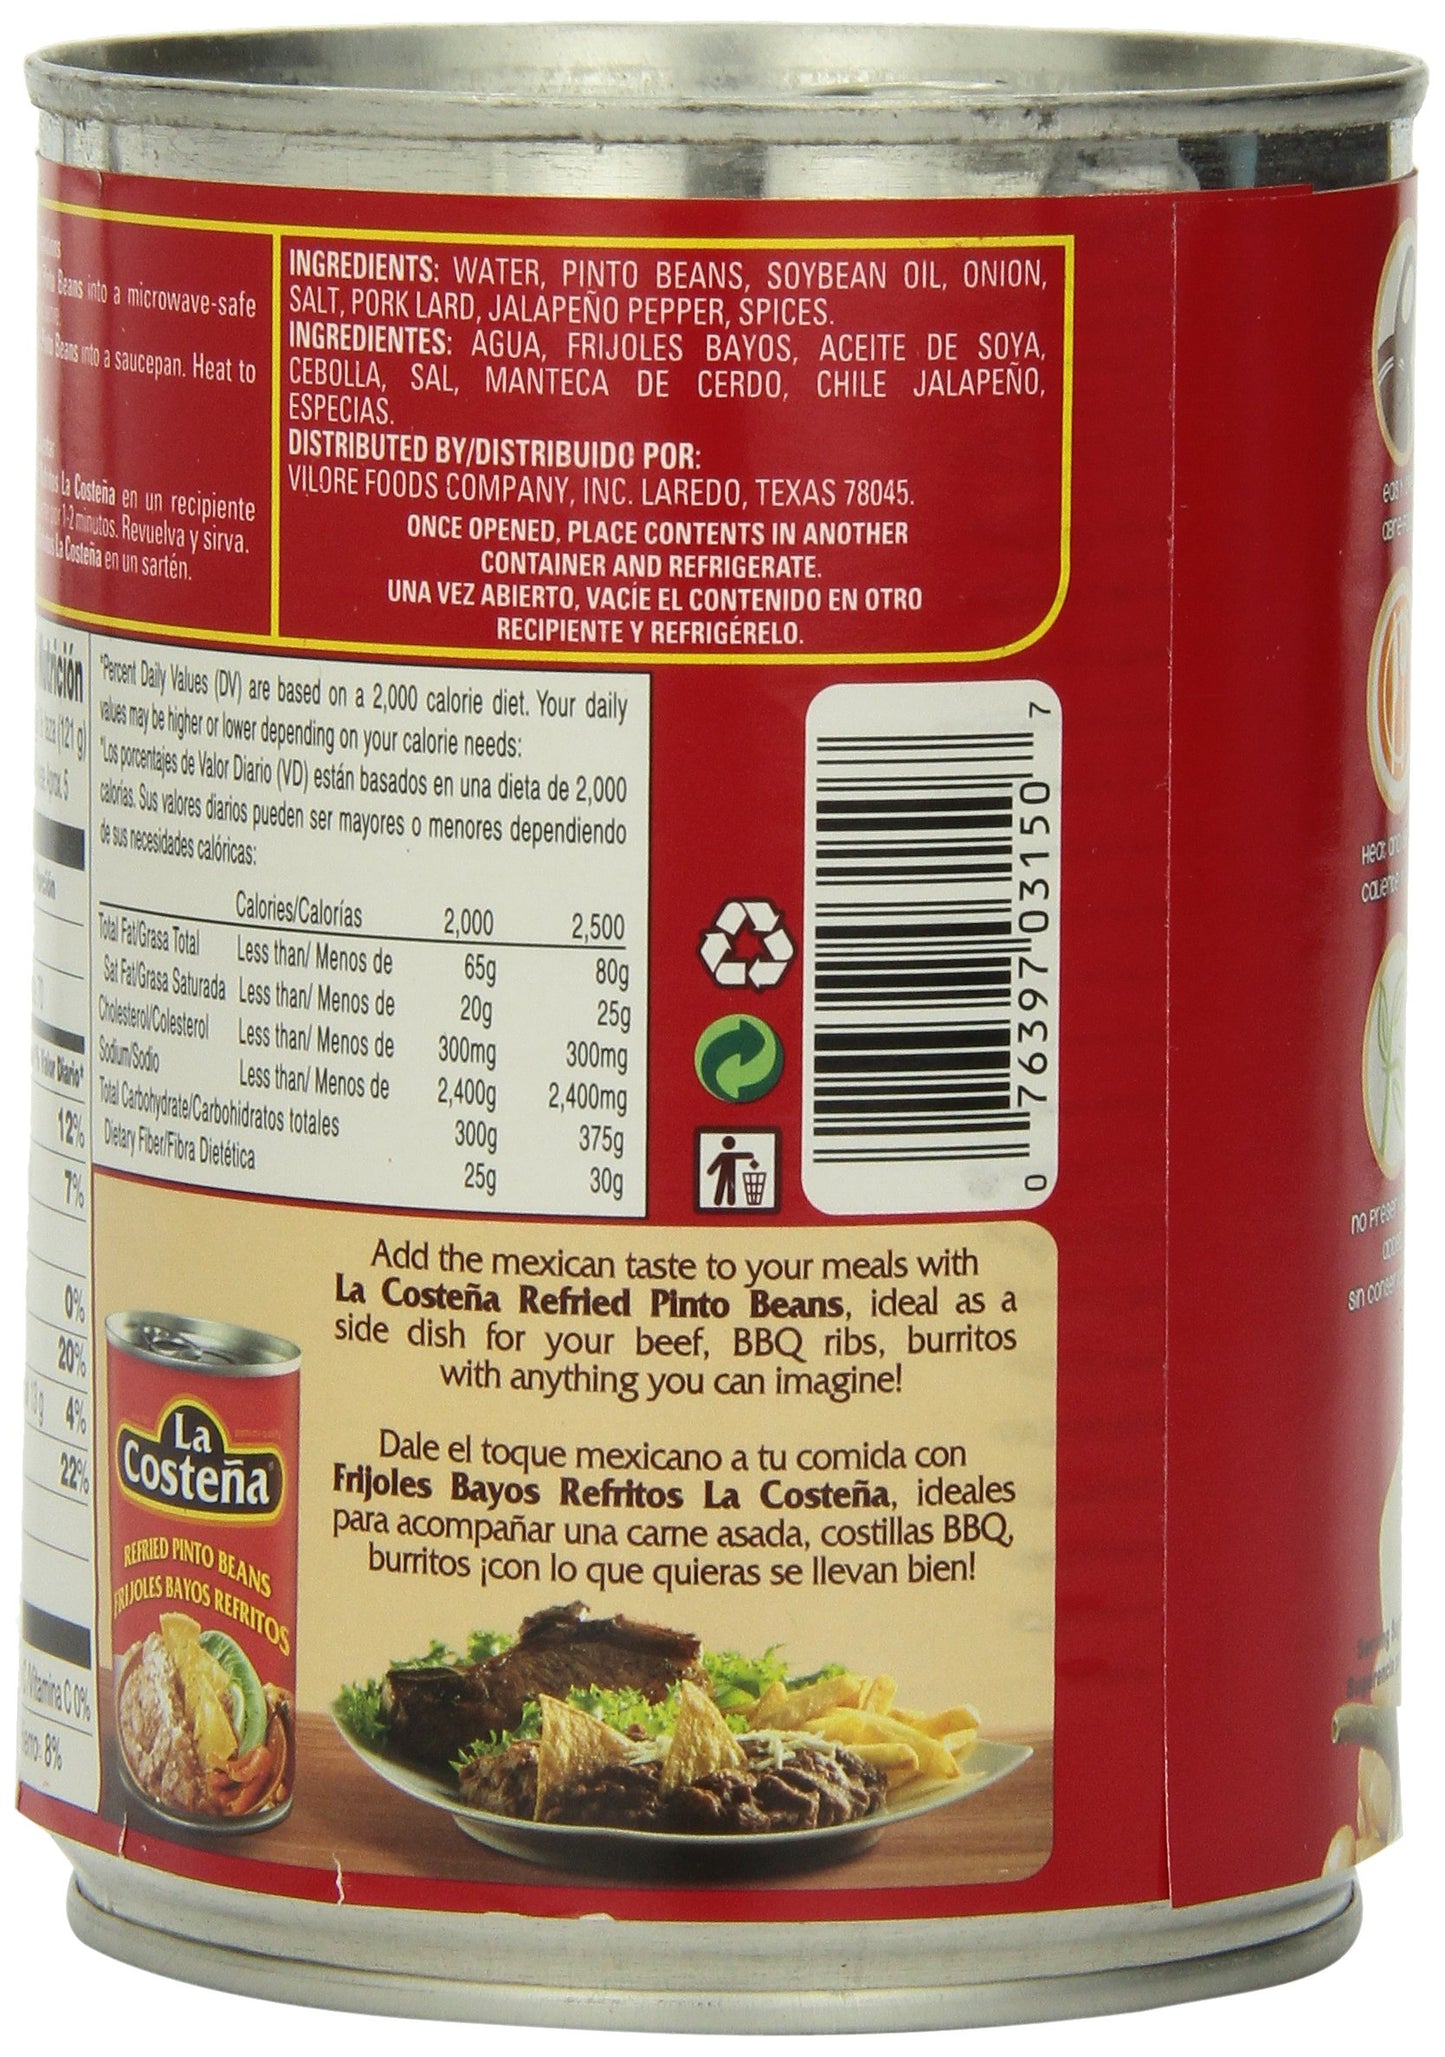 Beans into a microwave-safe
Beans into a saucepan. Heat to
La Costeña en un recipiente
1-2 minutos. Revuelva y sirva.
La Costeña en un sartén.
INGREDIENTS: WATER, PINTO BEANS, SOYBEAN OIL, ONION,
SALT, PORK LARD, JALAPEÑO PEPPER, SPICES.
INGREDIENTES: AGUA, FRIJOLES BAYOS, ACEITE DE SOYA,
CEBOLLA, SAL, MANTECA DE CERDO, CHILE JALAPEÑO,
ESPECIAS.
DISTRIBUTED BY/DISTRIBUIDO POR:
VILORE FOODS COMPANY, INC. LAREDO, TEXAS 78045.
ONCE OPENED, PLACE CONTENTS IN ANOTHER
CONTAINER AND REFRIGERATE.
UNA VEZ ABIERTO, VACÍE EL CONTENIDO EN OTRO
RECIPIENTE Y REFRIGÉRELO.
(121 g)
5
Valor Diario*
12%
7%
0%
20%
13g 4%
22%
Vitamina C 0%
8%
*Percent Daily Values (DV) are based on a 2,000 calorie diet. Your daily
values may be higher or lower depending on your calorie needs:
*Los porcentajes de Valor Diario (VD) están basados en una dieta de 2,000
calorías. Sus valores diarios pueden ser mayores o menores dependiendo
de sus necesidades calóricas:
Calories/Calorías 2,000 2,500
Total Fat/Grasa Total Less than/ Menos de 65g 80g
Sat Fat/Grasa Saturada Less than/ Menos de 20g 25g
Cholesterol/Colesterol Less than/ Menos de 300mg 300mg
Sodium/Sodio Less than/ Menos de 2,400g 2,400mg
Total Carbohydrate/Carbohidratos totales 300g 375g
Dietary Fiber/Fibra Dietética 25g 30g
0 76397 03150 7
Add the mexican taste to your meals with
La Costeña Refried Pinto Beans, ideal as a
side dish for your beef, BBQ ribs, burritos
with anything you can imagine!
Dale el toque mexicano a tu comida con
Frijoles Bayos Refritos La Costeña, ideales
para acompañar una carne asada, costillas BBQ,
burritos ¡con lo que quieras se llevan bien!
La
Costeña
REFRIED PINTO BEANS
FRIJOLES BAYOS REFRITOS
no
sin